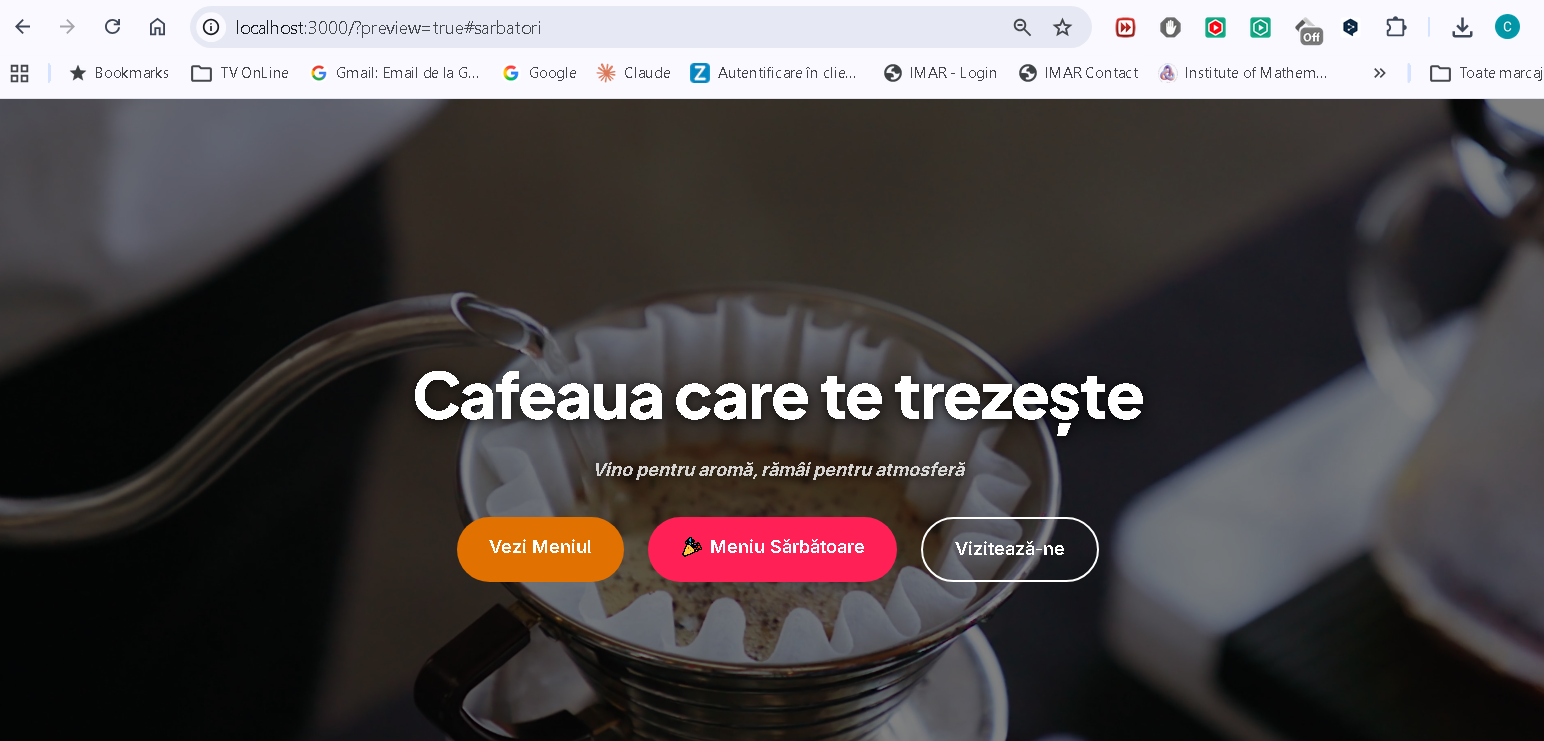 localhost:3000/?preview=true#sarbatori
Off
C
Bookmarks TV OnLine Gmail: Email de la G... Google Claude Z Autentificare în clie... IMAR - Login IMAR Contact Institute of Mathem... » Toate marcaj
Cafeaua care te trezește
Vino pentru aromă, rămâi pentru atmosferă
Vezi Meniul 🎉 Meniu Sărbătoare Vizitează-ne